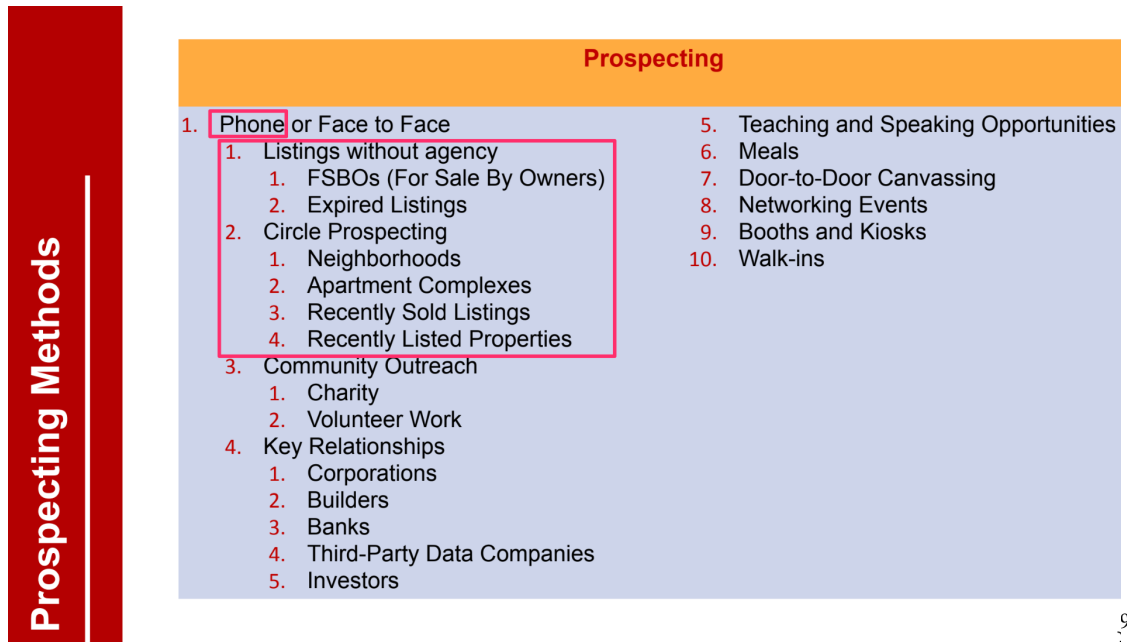 Prospecting Methods
Prospecting
1. Phone or Face to Face
1. Listings without agency
1. FSBOs (For Sale By Owners)
2. Expired Listings
2. Circle Prospecting
1. Neighborhoods
2. Apartment Complexes
3. Recently Sold Listings
4. Recently Listed Properties
3. Community Outreach
1. Charity
2. Volunteer Work
4. Key Relationships
1. Corporations
2. Builders
3. Banks
4. Third-Party Data Companies
5. Investors
5. Teaching and Speaking Opportunities
6. Meals
7. Door-to-Door Canvassing
8. Networking Events
9. Booths and Kiosks
10. Walk-ins